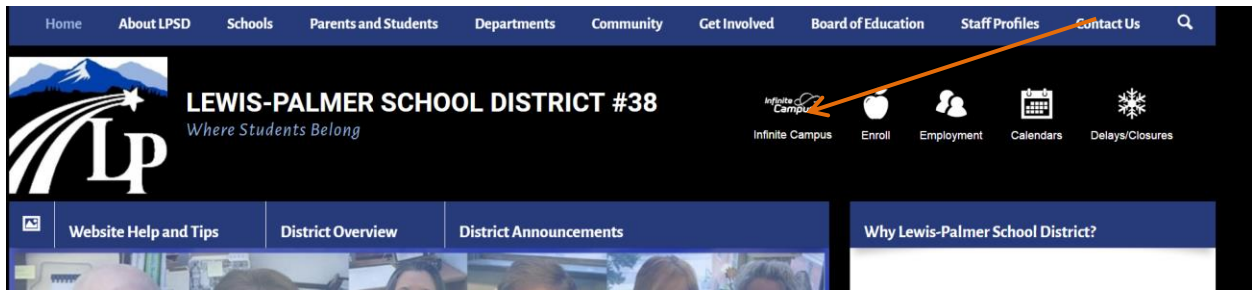 Home About LPSD Schools Parents and Students Departments Community Get Involved Board of Education Staff Profiles Contact Us
LEWIS-PALMER SCHOOL DISTRICT #38
Where Students Belong
LP
Infinite
Campus
Infinite Campus Enroll Employment Calendars Delays/Closures
Website Help and Tips District Overview District Announcements Why Lewis-Palmer School District?